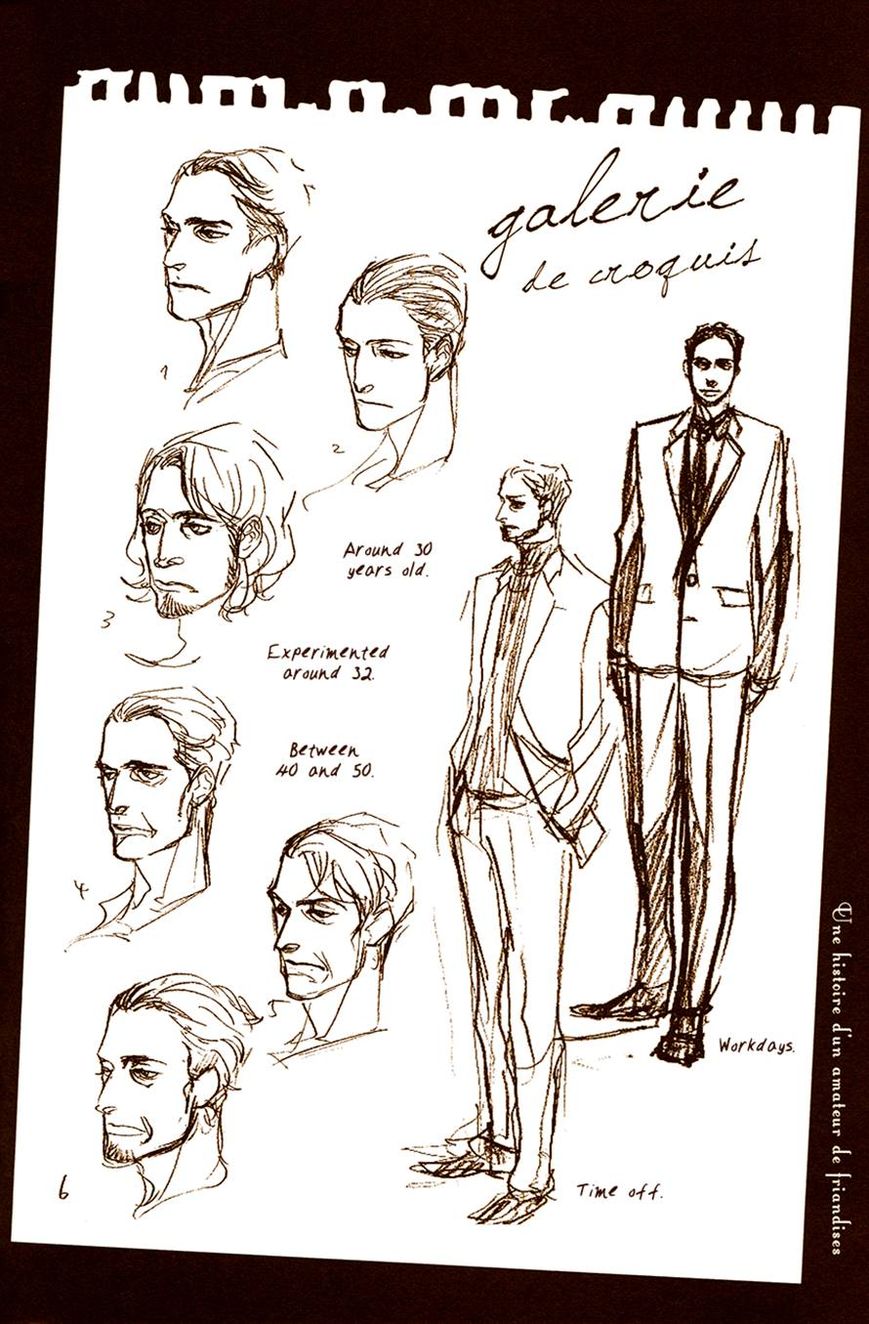 galerie
de croquis
1
2
Around 30
years old.
3
Experimented
around 32.
Between
40 and 50.
4
5
6
Workdays.
Time off.
Une histoire d'un amateur de friandises